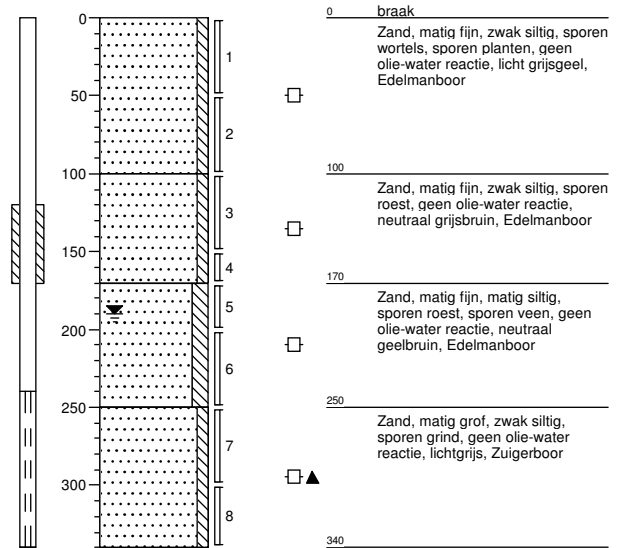 0
50
100
150
200
250
300
1
2
3
4
5
6
7
8
0 braak
Zand, matig fijn, zwak siltig, sporen
wortels, sporen planten, geen
olie-water reactie, licht grijsgeel,
Edelmanboor
100
Zand, matig fijn, zwak siltig, sporen
roest, geen olie-water reactie,
neutraal grijsbruin, Edelmanboor
170
Zand, matig fijn, matig siltig,
sporen roest, sporen veen, geen
olie-water reactie, neutraal
geelbruin, Edelmanboor
250
Zand, matig grof, zwak siltig,
sporen grind, geen olie-water
reactie, lichtgrijs, Zuigerboor
340